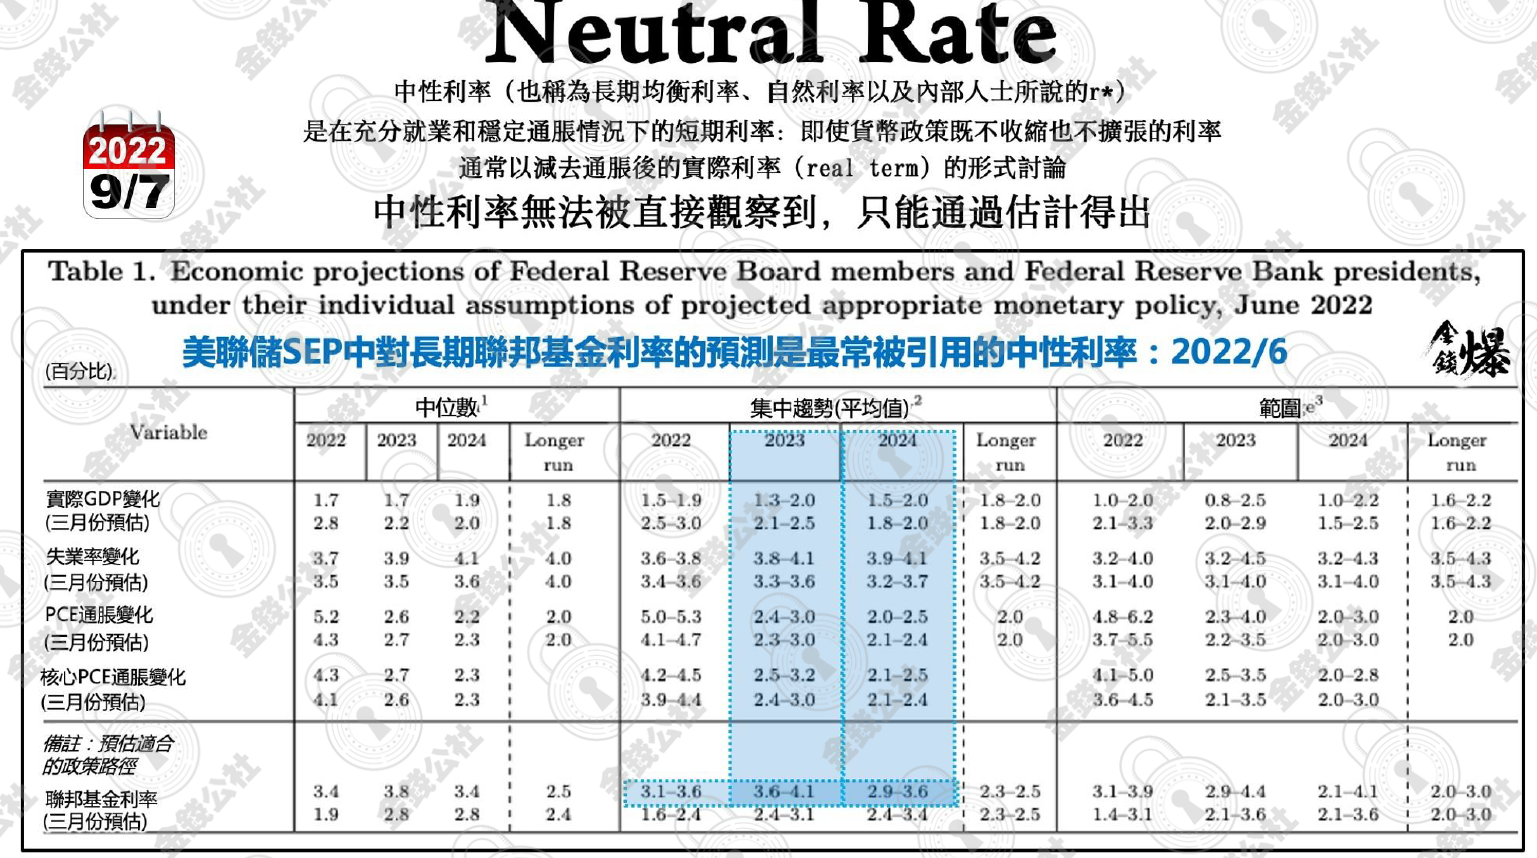 Neutral Rate
中性利率（也稱為長期均衡利率、自然利率以及內部人士所說的r*）
是在充分就業和穩定通脹情況下的短期利率：即使貨幣政策既不收縮也不擴張的利率
通常以減去通脹後的實際利率（real term）的形式討論
中性利率無法被直接觀察到，只能通過估計得出
2022
9/7
Table 1. Economic projections of Federal Reserve Board members and Federal Reserve Bank presidents,
under their individual assumptions of projected appropriate monetary policy, June 2022
美聯儲SEP中對長期聯邦基金利率的預測是最常被引用的中性利率：2022/6
金錢爆
(百分比)
Variable 中位數1 集中趨勢(平均值)2 範圍e3
2022 2023 2024 Longer run 2022 2023 2024 Longer run 2022 2023 2024 Longer run
實際GDP變化 1.7 1.7 1.9 1.8 1.5–1.9 1.3–2.0 1.5–2.0 1.8–2.0 1.0–2.0 0.8–2.5 1.0–2.2 1.6–2.2
(三月份預估) 2.8 2.2 2.0 1.8 2.5–3.0 2.1–2.5 1.8–2.0 1.8–2.0 2.1–3.3 2.0–2.9 1.5–2.5 1.6–2.2
失業率變化 3.7 3.9 4.1 4.0 3.6–3.8 3.8–4.1 3.9–4.1 3.5–4.2 3.2–4.0 3.2–4.5 3.2–4.3 3.5–4.3
(三月份預估) 3.5 3.5 3.6 4.0 3.4–3.6 3.3–3.6 3.2–3.7 3.5–4.2 3.1–4.0 3.1–4.0 3.1–4.0 3.5–4.3
PCE通脹變化 5.2 2.6 2.2 2.0 5.0–5.3 2.4–3.0 2.0–2.5 2.0 4.8–6.2 2.3–4.0 2.0–3.0 2.0
(三月份預估) 4.3 2.7 2.3 2.0 4.1–4.7 2.3–3.0 2.1–2.4 2.0 3.7–5.5 2.2–3.5 2.0–3.0 2.0
核心PCE通脹變化 4.3 2.7 2.3 4.2–4.5 2.5–3.2 2.1–2.5 4.1–5.0 2.5–3.5 2.0–2.8
(三月份預估) 4.1 2.6 2.3 3.9–4.4 2.4–3.0 2.1–2.4 3.6–4.5 2.1–3.5 2.0–3.0
備註：預估適合
的政策路徑
聯邦基金利率 3.4 3.8 3.4 2.5 3.1–3.6 3.6–4.1 2.9–3.6 2.3–2.5 3.1–3.9 2.9–4.4 2.1–4.1 2.0–3.0
(三月份預估) 1.9 2.8 2.8 2.4 1.6–2.4 2.4–3.1 2.4–3.4 2.3–2.5 1.4–3.1 2.1–3.6 2.1–3.6 2.0–3.0
金錢公社